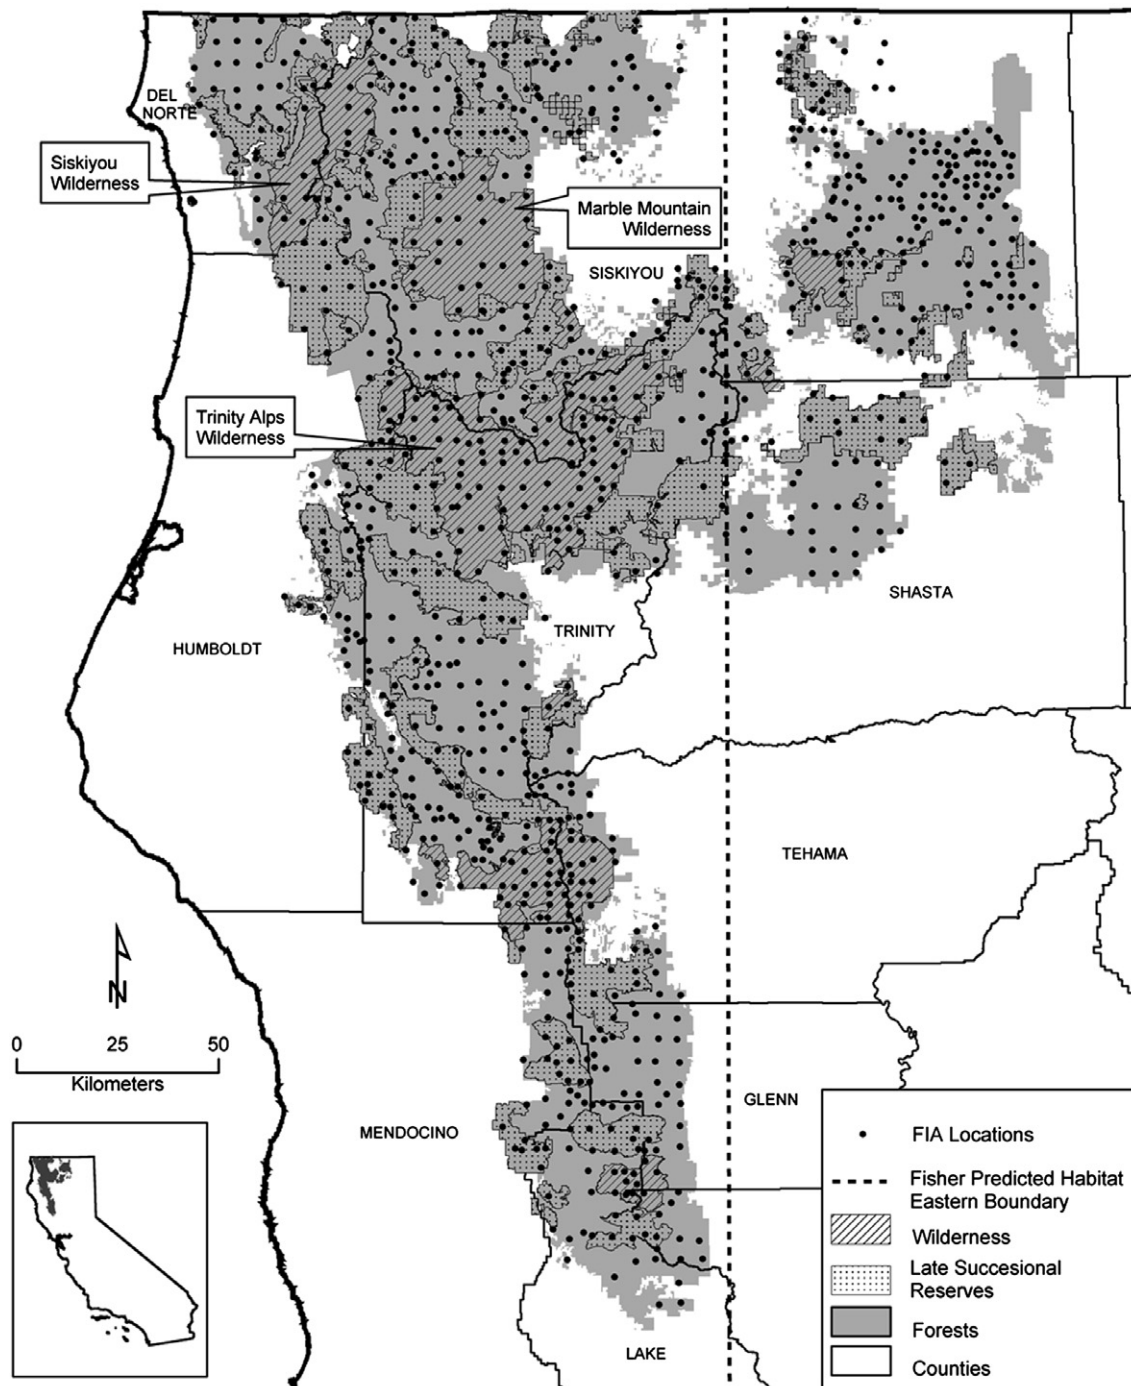 DEL
NORTE
Siskiyou
Wilderness
Marble Mountain
Wilderness
SISKIYOU
Trinity Alps
Wilderness
SHASTA
TRINITY
HUMBOLDT
TEHAMA
N
0 25 50
Kilometers
GLENN
MENDOCINO
LAKE
FIA Locations
Fisher Predicted Habitat
Eastern Boundary
Wilderness
Late Succesional
Reserves
Forests
Counties